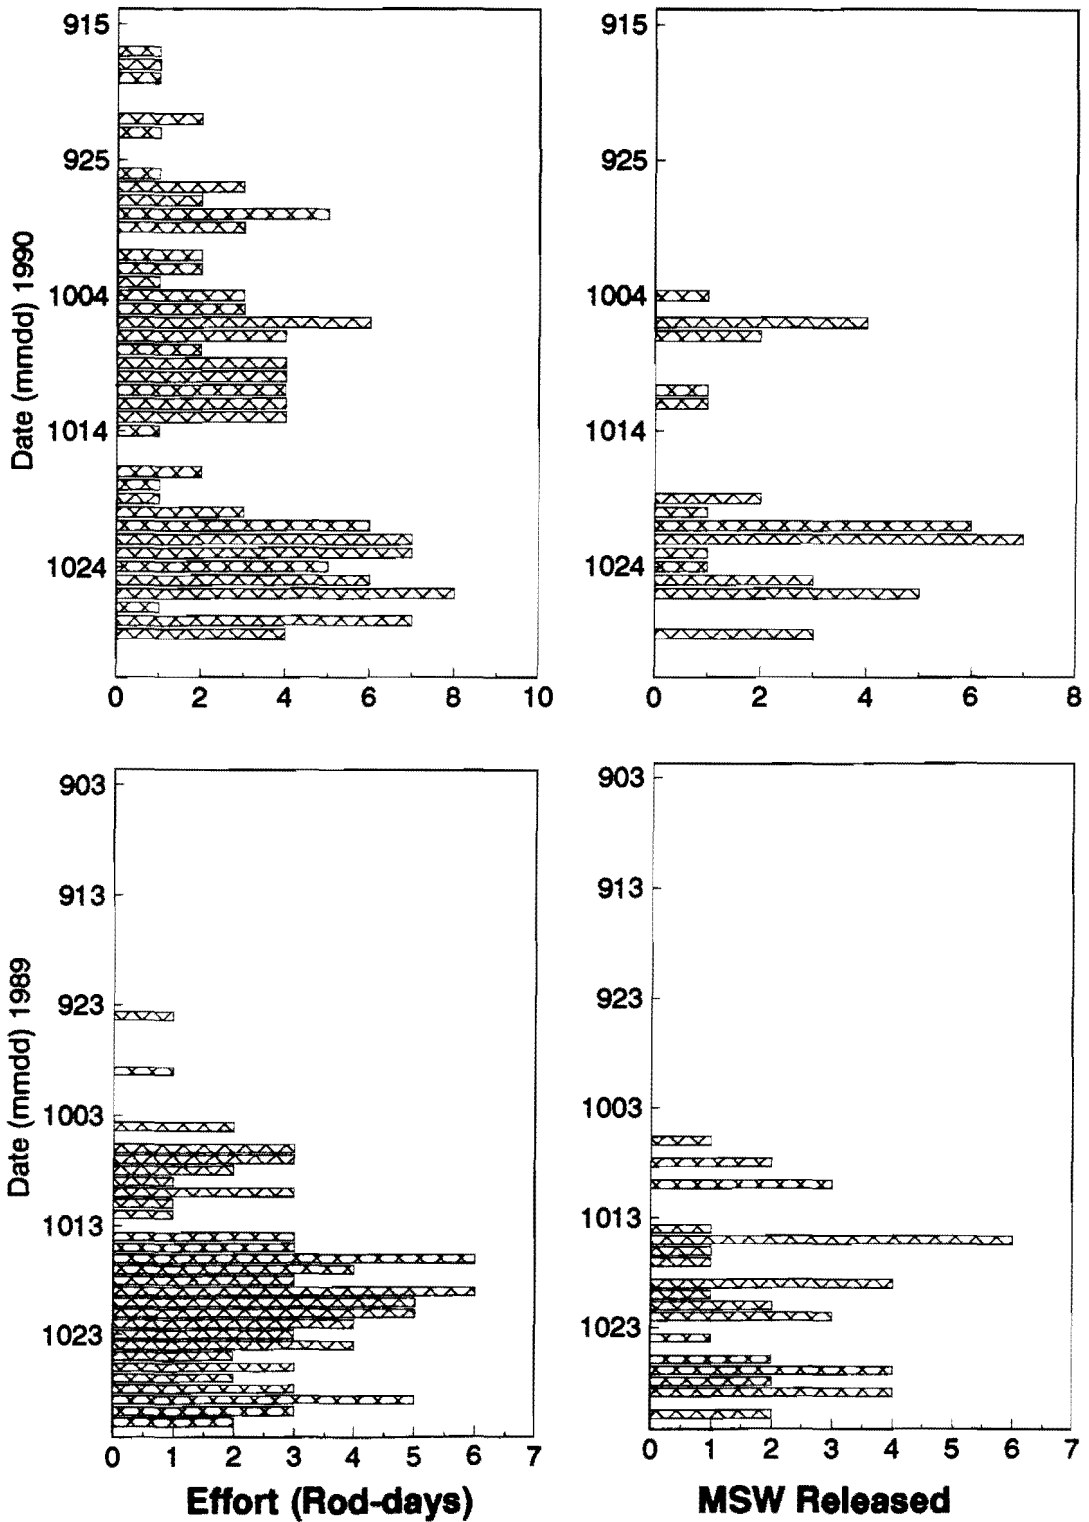 915
925
1004
1014
1024
Date (mmdd) 1990
0 2 4 6 8 10
915
925
1004
1014
1024
0 2 4 6 8
903
913
923
1003
1013
1023
Date (mmdd) 1989
0 1 2 3 4 5 6 7
Effort (Rod-days)
903
913
923
1003
1013
1023
0 1 2 3 4 5 6 7
MSW Released